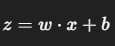 z = w · x + b